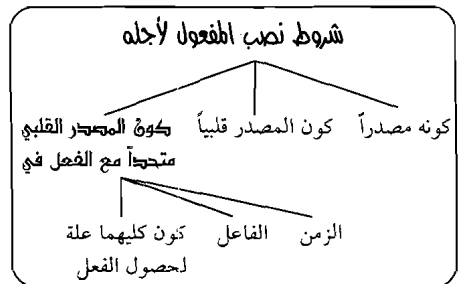 شروط نصب المفعول لأجله
كونه مصدراً
كون المصدر قلبياً
كون المصدر القلبي
متحداً مع الفعل في
الزمن
الفاعل
كون كليهما علة
لحصول الفعل